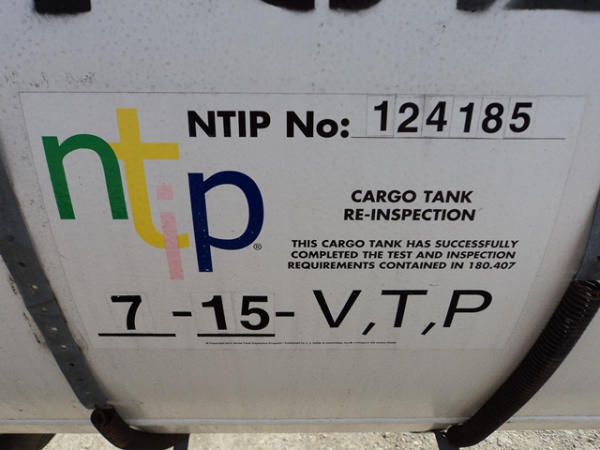 NTIP No: 124185
ntip®
CARGO TANK
RE-INSPECTION
THIS CARGO TANK HAS SUCCESSFULLY
COMPLETED THE TEST AND INSPECTION
REQUIREMENTS CONTAINED IN 180.407
7-15-V,T,P